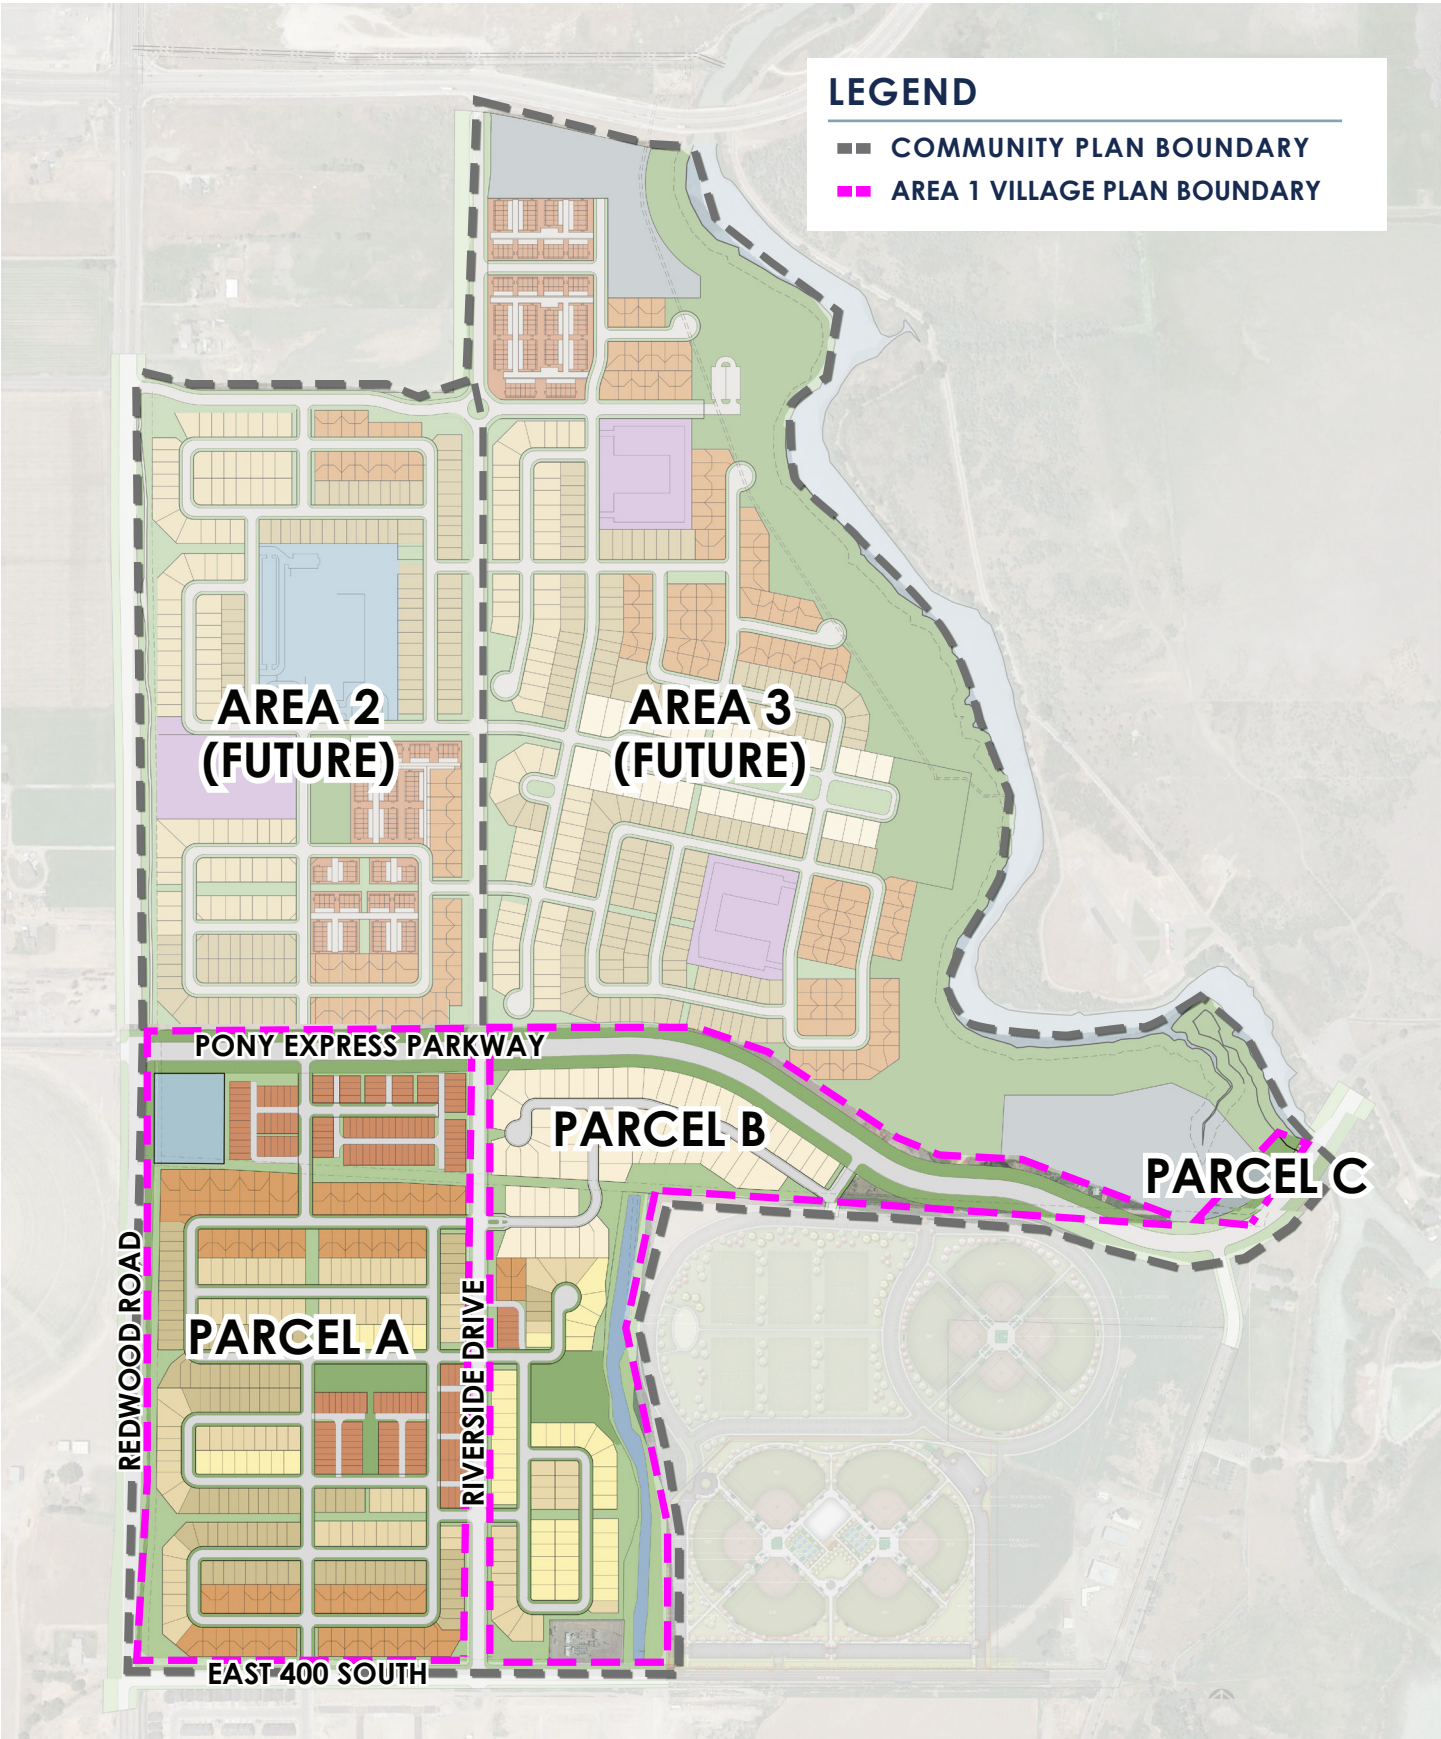 LEGEND
COMMUNITY PLAN BOUNDARY
AREA 1 VILLAGE PLAN BOUNDARY
AREA 2
(FUTURE)
AREA 3
(FUTURE)
PONY EXPRESS PARKWAY
PARCEL B
PARCEL C
REDWOOD ROAD
PARCEL A
RIVERSIDE DRIVE
EAST 400 SOUTH